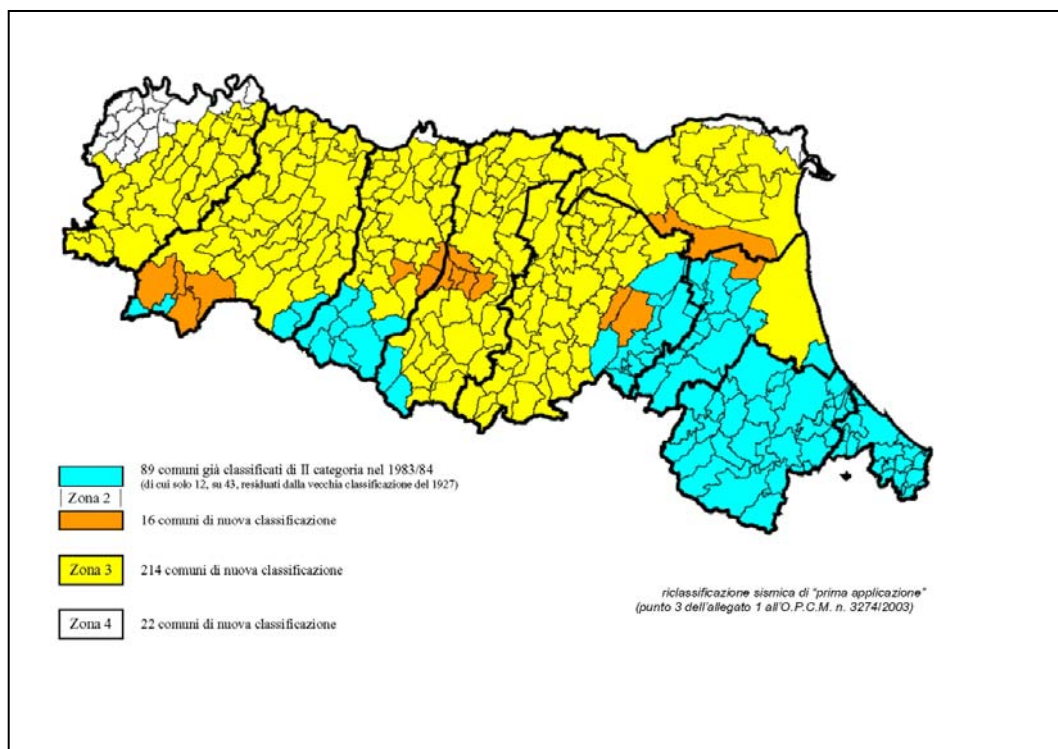 89 comuni già classificati di II categoria nel 1983/84
(di cui solo 12, su 43, residuati dalla vecchia classificazione del 1927)
Zona 2
16 comuni di nuova classificazione
Zona 3
214 comuni di nuova classificazione
Zona 4
22 comuni di nuova classificazione
riclassificazione sismica di "prima applicazione"
(punto 3 dell'allegato 1 all'O.P.C.M. n. 3274/2003)